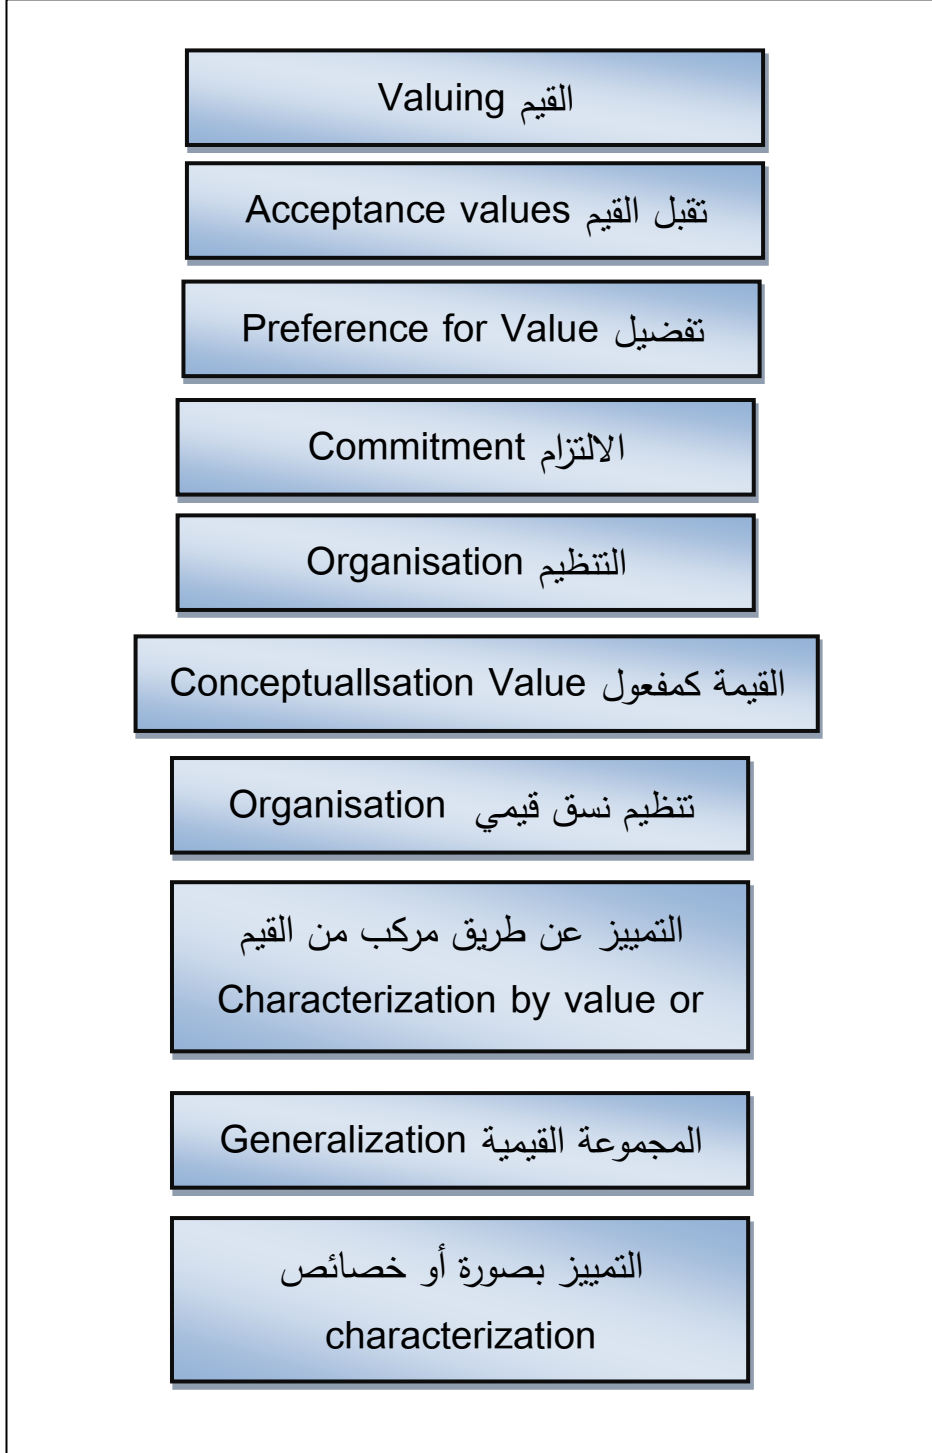 القيم Valuing
تقبل القيم Acceptance values
تفضيل Preference for Value
الالتزام Commitment
التنظيم Organisation
القيمة كمفعول Conceptuallsation Value
تنظيم نسق قيمي Organisation
التمييز عن طريق مركب من القيم
Characterization by value or
المجموعة القيمية Generalization
التمييز بصورة أو خصائص
characterization